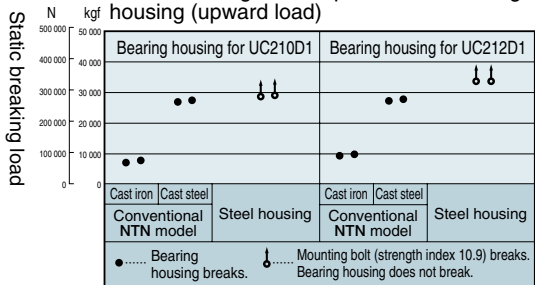 housing (upward load)
N kgf
Static breaking load
500 000 50 000
400 000 40 000
300 000 30 000
200 000 20 000
100 000 10 000
0 0
Bearing housing for UC210D1 Bearing housing for UC212D1
Cast iron Cast steel Steel housing Cast iron Cast steel Steel housing
Conventional NTN model Conventional NTN model
●...... Bearing housing breaks.
...... Mounting bolt (strength index 10.9) breaks.
Bearing housing does not break.